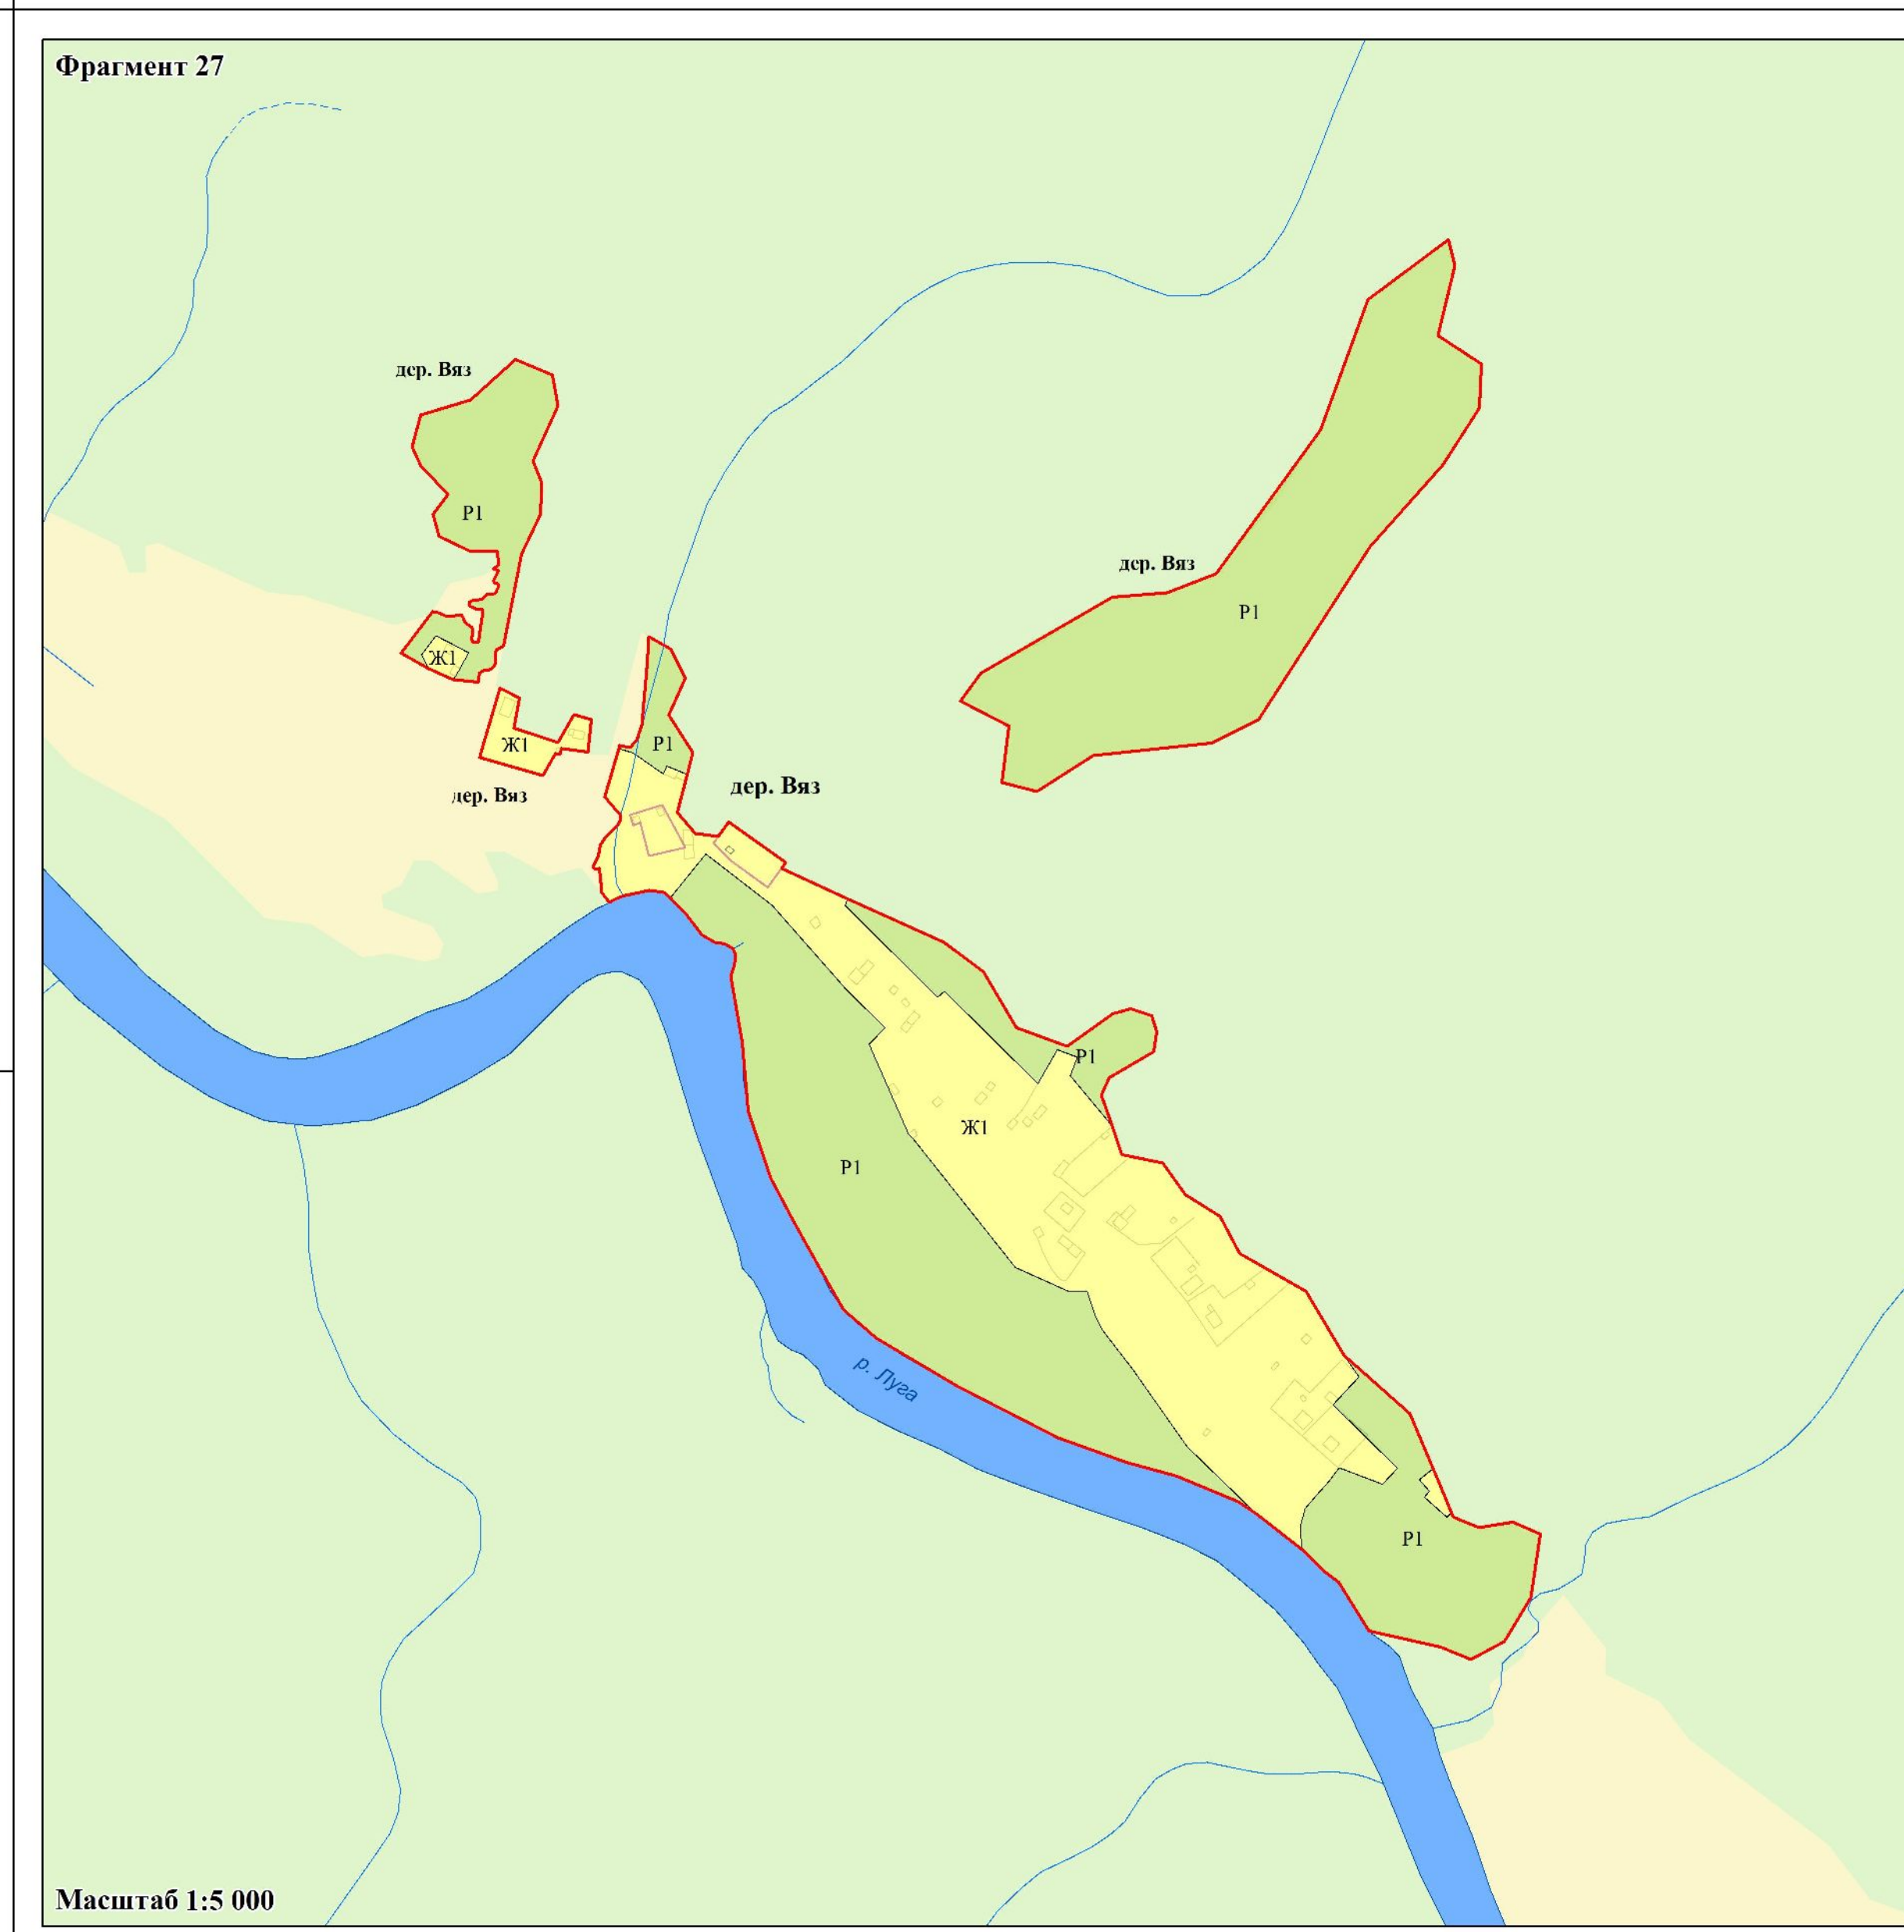 Фрагмент 27
дер. Вяз
Р1
дер. Вяз
Р1
Ж1
Ж1
Р1
дер. Вяз
дер. Вяз
Р1
Ж1
Р1
р. Луга
Р1
Масштаб 1:5 000